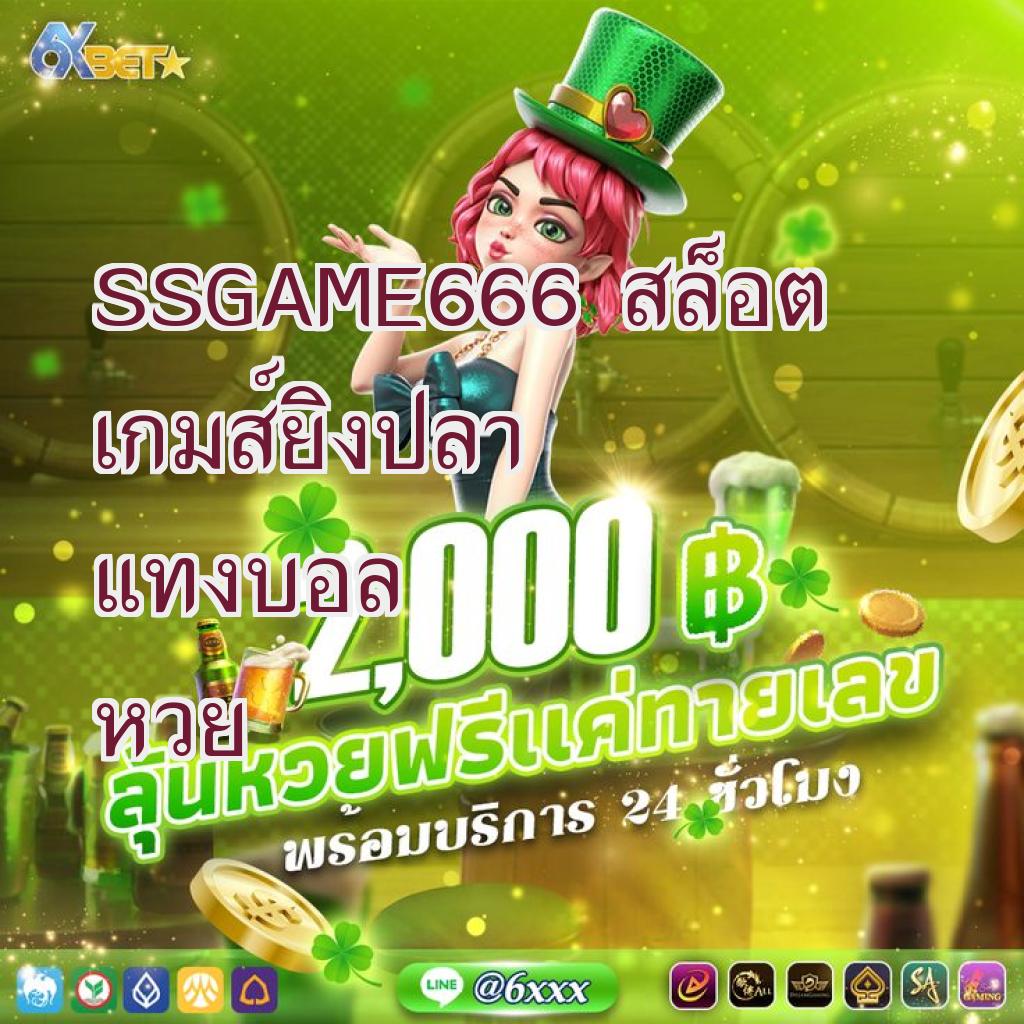 6XBET
SSGAME666 สล็อต
เกมส์ยิงปลา
แทงบอล
2,000 ฿
หวย
ลุ้นหวยฟรีแค่ทายเลข
พร้อมบริการ 24 ชั่วโมง
LINE @6xxx
SA
GAMING